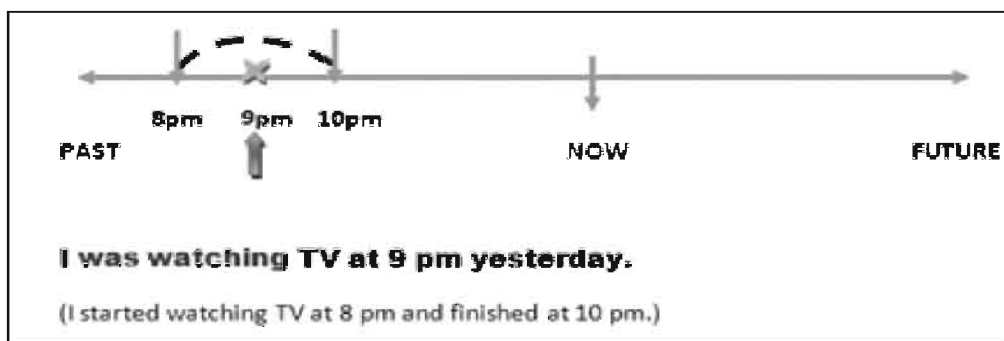 8pm 9pm 10pm
PAST NOW FUTURE
I was watching TV at 9 pm yesterday.
(I started watching TV at 8 pm and finished at 10 pm.)